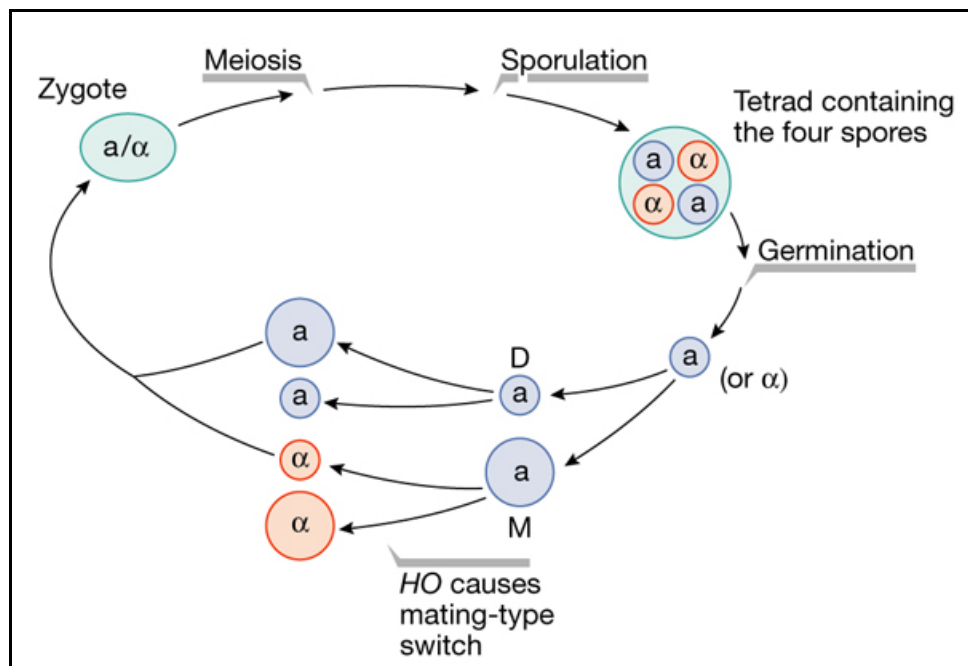 Meiosis
Sporulation
Zygote
a/α
Tetrad containing
the four spores
a α
α a
Germination
a
(or α)
D
a
a
a
α
a
M
α
HO causes
mating-type
switch